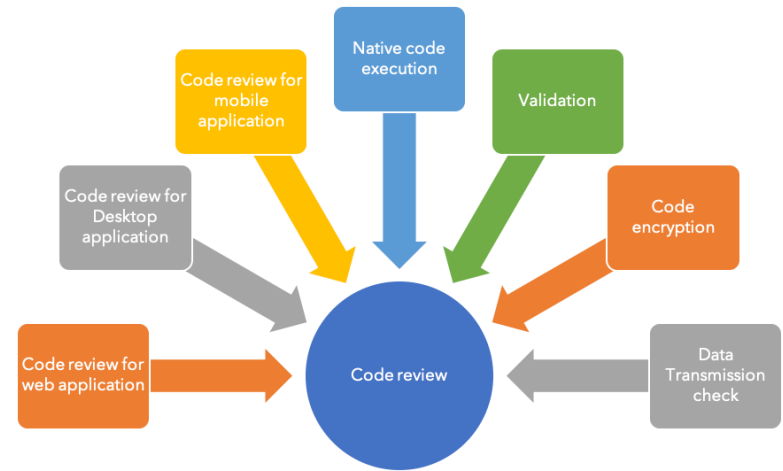 Native code
execution
Code review for
mobile
application
Validation
Code review for
Desktop
application
Code
encryption
Code review for
web application
Code review
Data
Transmission
check